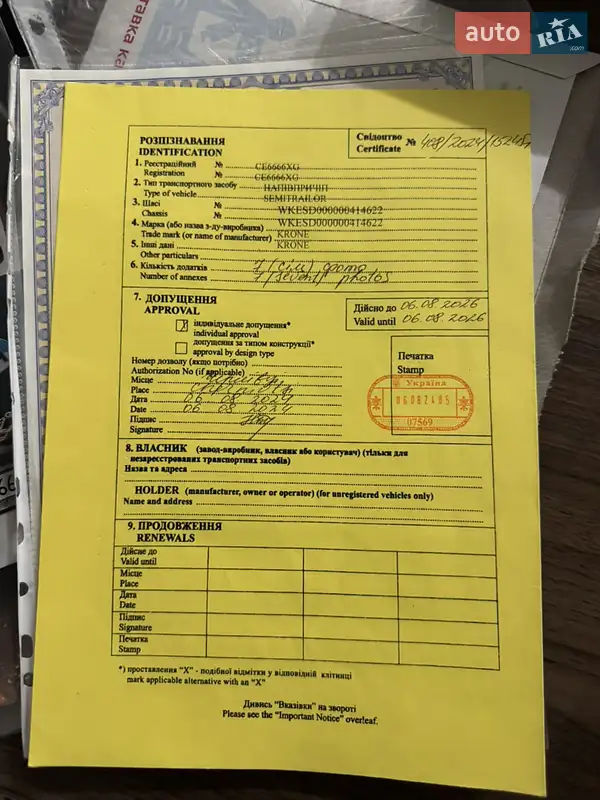 auto RIA.com
тавка ка
РОЗПІЗНАВАННЯ
IDENTIFICATION
Свідоцтво
Certificate № 408/2024/15248
1. Реєстраційний № CE6666XG
Registration № CE6666XG
2. Тип транспортного засобу НАПІВПРИЧІП
Type of vehicle SEMITRAILOR
3. Шасі № WKESD000000414622
Chassis № WKESD000000414622
4. Марка (або назва з-ду-виробника) KRONE
Trade mark (or name of manufacturer) KRONE
5. Інші дані
Other particulars
6. Кількість додатків 7 (сім) фото
Number of annexes 7 (seven) photos
7. ДОПУЩЕННЯ
APPROVAL
Дійсно до 06.08.2026
Valid until 06.08.2026
X індивідуальне допущення*
individual approval
допущення за типом конструкції*
approval by design type
Номер дозволу (якщо потрібно)
Authorization No (if applicable)
Місце
Place
Дата 06 08 2024
Date 06 08 2024
Підпис
Signature
Печатка
Stamp
Україна
06082405
07569
8. ВЛАСНИК (завод-виробник, власник або користувач) (тільки для
незареєстрованих транспортних засобів)
Назва та адреса
HOLDER (manufacturer, owner or operator) (for unregistered vehicles only)
Name and address
9. ПРОДОВЖЕННЯ
RENEWALS
Дійсне до
Valid until
Місце
Place
Дата
Date
Підпис
Signature
Печатка
Stamp
*) проставлення "X" - подібної відмітки у відповідній клітинці
mark applicable alternative with an "X"
Дивись "Вказівки" на звороті
Please see the "Important Notice" overleaf.